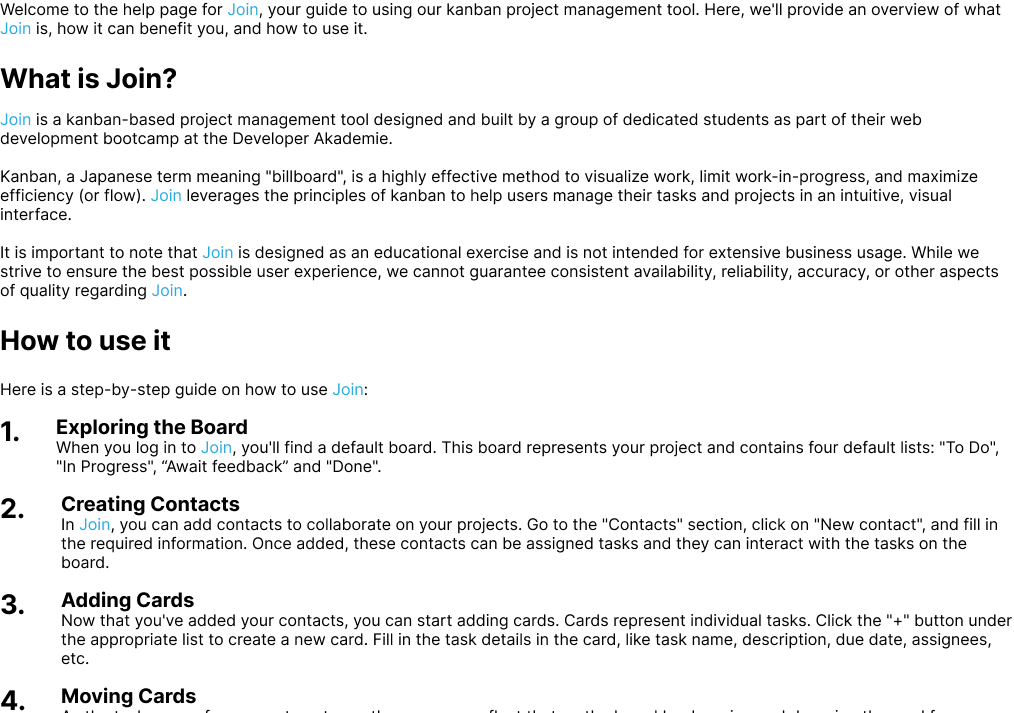 Welcome to the help page for Join, your guide to using our kanban project management tool. Here, we'll provide an overview of what
Join is, how it can benefit you, and how to use it.
What is Join?
Join is a kanban-based project management tool designed and built by a group of dedicated students as part of their web
development bootcamp at the Developer Akademie.
Kanban, a Japanese term meaning "billboard", is a highly effective method to visualize work, limit work-in-progress, and maximize
efficiency (or flow). Join leverages the principles of kanban to help users manage their tasks and projects in an intuitive, visual
interface.
It is important to note that Join is designed as an educational exercise and is not intended for extensive business usage. While we
strive to ensure the best possible user experience, we cannot guarantee consistent availability, reliability, accuracy, or other aspects
of quality regarding Join.
How to use it
Here is a step-by-step guide on how to use Join:
1. Exploring the Board
When you log in to Join, you'll find a default board. This board represents your project and contains four default lists: "To Do",
"In Progress", “Await feedback” and "Done".
2. Creating Contacts
In Join, you can add contacts to collaborate on your projects. Go to the "Contacts" section, click on "New contact", and fill in
the required information. Once added, these contacts can be assigned tasks and they can interact with the tasks on the
board.
3. Adding Cards
Now that you've added your contacts, you can start adding cards. Cards represent individual tasks. Click the "+" button under
the appropriate list to create a new card. Fill in the task details in the card, like task name, description, due date, assignees,
etc.
4. Moving Cards